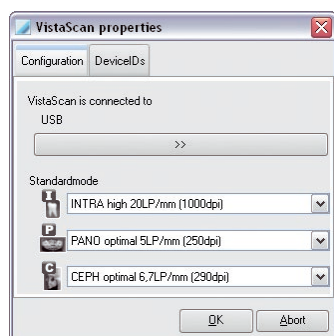 VistaScan properties
Configuration DeviceIDs
VistaScan is connected to
USB
>>
Standardmode
I
INTRA high 20LP/mm (1000dpi)
P
PANO optimal 5LP/mm (250dpi)
C
CEPH optimal 6,7LP/mm (290dpi)
OK Abort